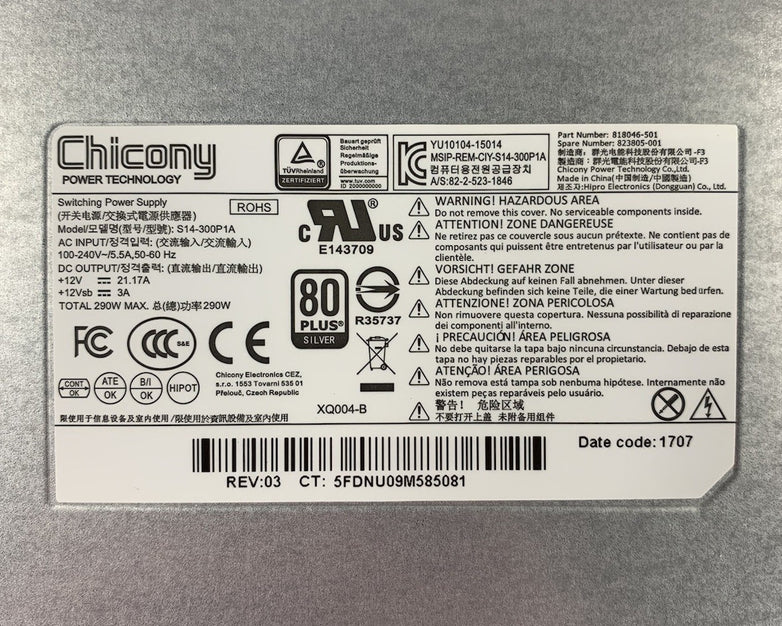 Chicony
POWER TECHNOLOGY
TÜVRheinland
ZERTIFIZIERT
Bauart geprüft
Sicherheit
Regelmäßige
Produktions-
überwachung
www.tuv.com
ID 2000000000
YU10104-15014
MSIP-REM-CIY-S14-300P1A
컴퓨터용전원공급장치
A/S:82-2-523-1846
Part Number: 818046-501
Spare Number: 823805-001
制造商: 群光电能科技股份有限公司-F3
製造商: 群光電能科技股份有限公司-F3
Chicony Power Technology Co.,Ltd.
Made in China(中国制造/中國製造)
제조자:Hipro Electronics (Dongguan) Co., Ltd.
Switching Power Supply
(开关电源/交換式電源供應器)
Model/모델명(型号/型號): S14-300P1A
AC INPUT/정격입력: (交流输入/交流輸入)
100-240V~/5.5A,50-60 Hz
DC OUTPUT/정격출력: (直流输出/直流輸出)
+12V 21.17A
+12Vsb 3A
TOTAL 290W MAX. 总(總)功率290W
ROHS
c RU US ®
E143709
80
PLUS®
SILVER
R35737
FC
CCC S&E
CE
CONT OK
ATE OK
B/I OK
HIPOT
Chicony Electronics CEZ,
s.r.o. 1553 Tovarni 535 01
Přelouč, Czech Republic
XQ004-B
限使用于信息设备及室内使用/限使用於資訊設備及室內使用
WARNING! HAZARDOUS AREA
Do not remove this cover. No serviceable components inside.
ATTENTION! ZONE DANGEREUSE
Ne retirez pas ce couvercle sous aucun prétexte. Ne contient pas de
composants qui puissent être entretenus par l'utilisateur ou par la
clientèle.
VORSICHT! GEFAHR ZONE
Diese Abdeckung auf keinen Fall abnehmen. Unter dieser
Abdeckung befinden sich keine Teile, die einer Wartung bedürfen.
ATTENZIONE! ZONA PERICOLOSA
Non rimuovere questa copertura. Nessuna possibilità di reparazione
dei componenti all'interno.
¡ PRECAUCIÓN! ÁREA PELIGROSA
No debe quitarse la tapa bajo ninguna circunstancia. Debajo de esta
tapa no hay piezas reparables por el propietario.
ATENÇÃO! ÁREA PERIGOSA
Não remova está tampa sob nenhuma hipótese. Internamente não
existem peças reparáveis pelo usuário.
警告! 危险区域
不要打开上盖 未附备用组件
Date code:1707
REV:03 CT: 5FDNU09M585081